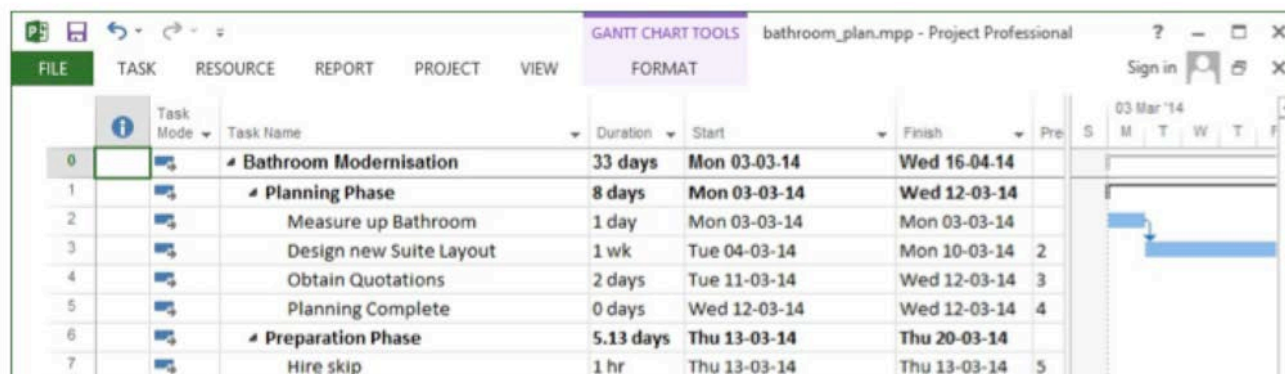 GANTT CHART TOOLS bathroom_plan.mpp - Project Professional ? – X
FILE TASK RESOURCE REPORT PROJECT VIEW FORMAT Sign in X
Task Mode Task Name Duration Start Finish Pre S 03 Mar '14 M T W T F
0 Bathroom Modernisation 33 days Mon 03-03-14 Wed 16-04-14
1 Planning Phase 8 days Mon 03-03-14 Wed 12-03-14
2 Measure up Bathroom 1 day Mon 03-03-14 Mon 03-03-14
3 Design new Suite Layout 1 wk Tue 04-03-14 Mon 10-03-14 2
4 Obtain Quotations 2 days Tue 11-03-14 Wed 12-03-14 3
5 Planning Complete 0 days Wed 12-03-14 Wed 12-03-14 4
6 Preparation Phase 5.13 days Thu 13-03-14 Thu 20-03-14
7 Hire skip 1 hr Thu 13-03-14 Thu 13-03-14 5